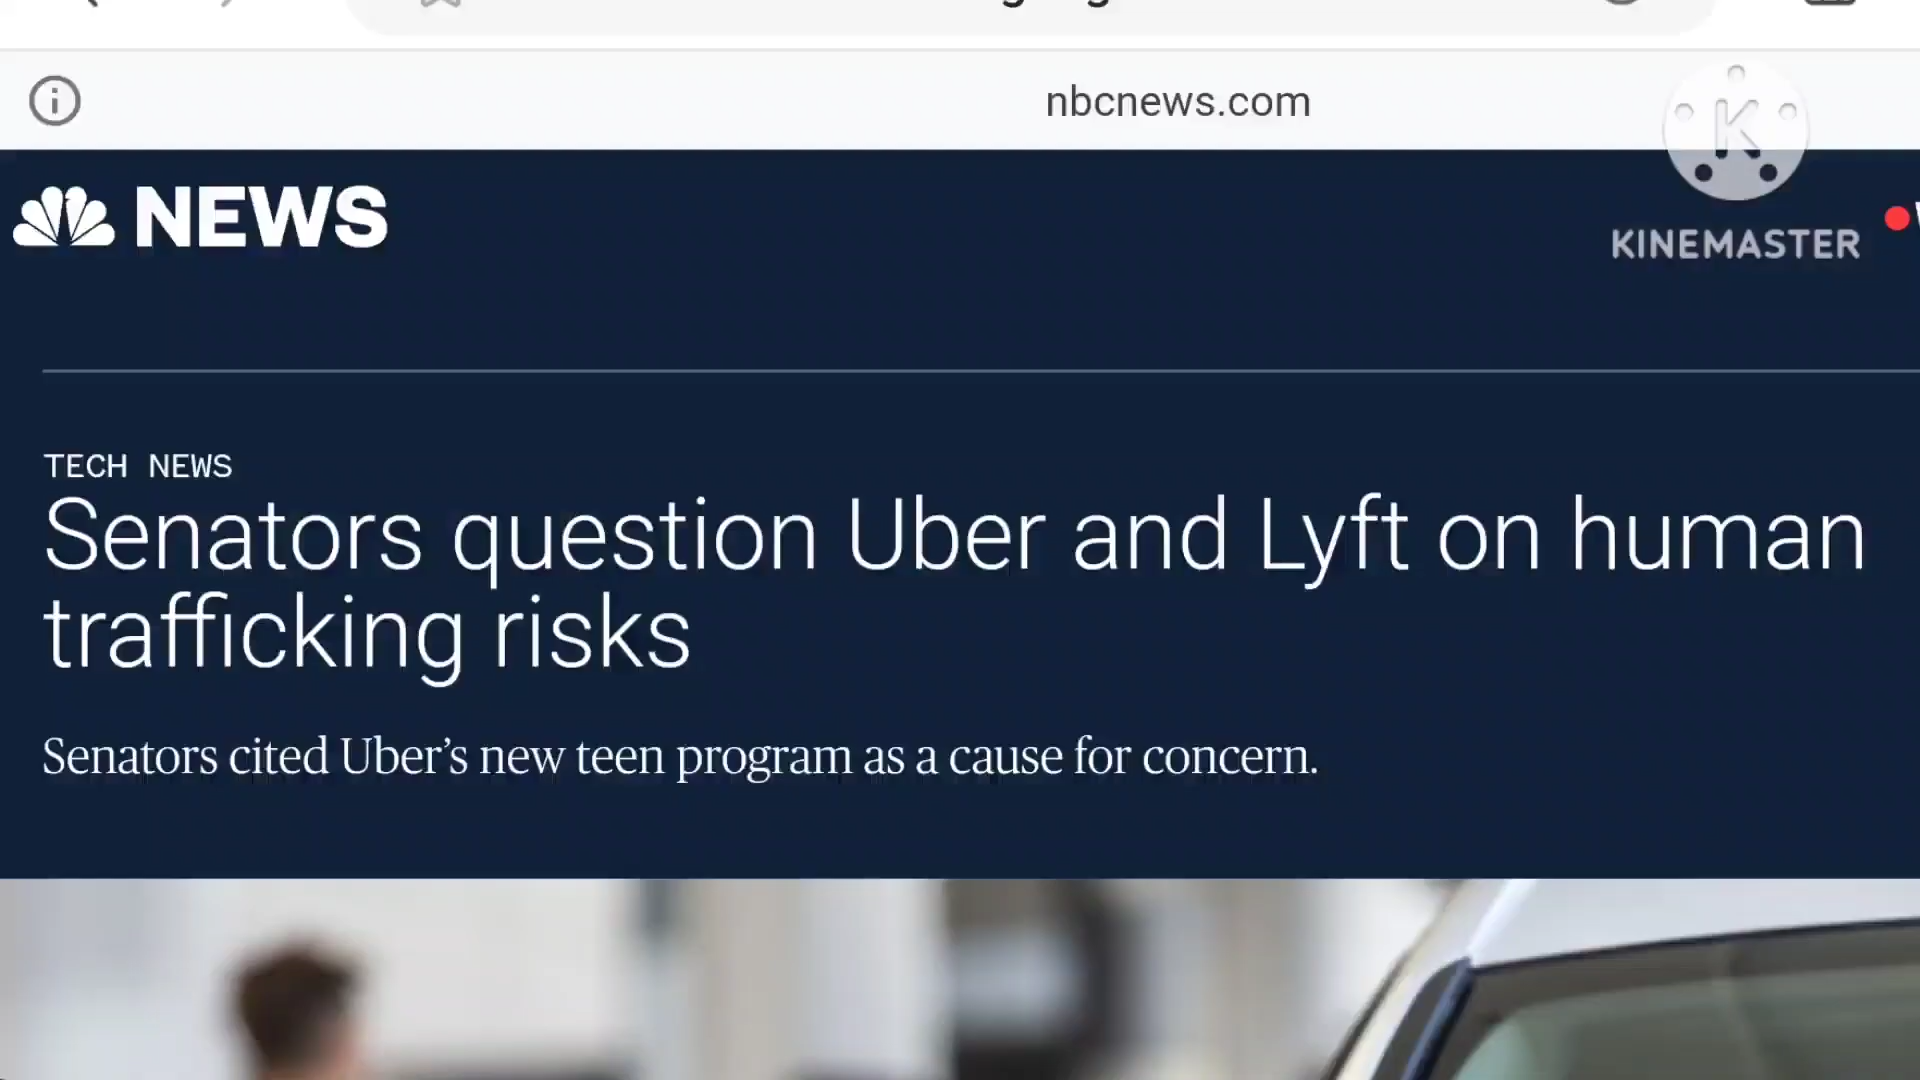 nbcnews.com
NEWS
KINEMASTER
TECH NEWS
Senators question Uber and Lyft on human
trafficking risks
Senators cited Uber's new teen program as a cause for concern.